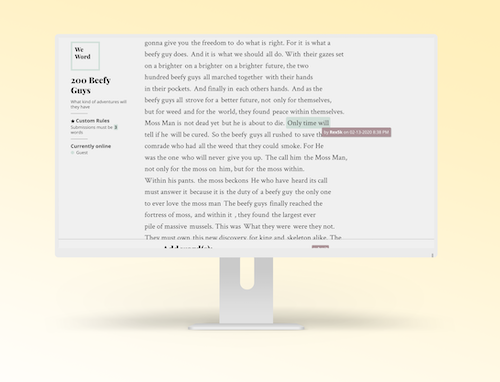 We
Word
200 Beefy
Guys
What kind of adventures will
they have
Custom Rules
Submissions must be 3
words.
Currently online
Guest
gonna give you the freedom to do what is right. For it is what a
beefy guy does. And it is what we should all do. With their gazes set
on a brighter on a brighter on a brighter future, the two
hundred beefy guys all marched together with their hands
in their pockets. And finally in each others hands. And as the
beefy guys all strove for a better future, not only for themselves,
but for weed and for the world, they found peace within themselves.
Moss Man is not dead yet but he is about to die. Only time will
tell if he will be cured. So the beefy guys all rushed to save the
by on 02-13-2020 8:38 PM
comrade who had all the weed that they could smoke. For He
was the one who will never give you up. The call him the Moss Man,
not only for the moss on him, but for the moss within.
Within his pants. the moss beckons He who have heard its call
must answer it because it is the duty of a beefy guy the only one
to ever love the moss man The beefy guys finally reached the
fortress of moss, and within it , they found the largest ever
pile of massive mussels. This was What they were were they not.
They must own this new discovery, for king and skeleton alike. The